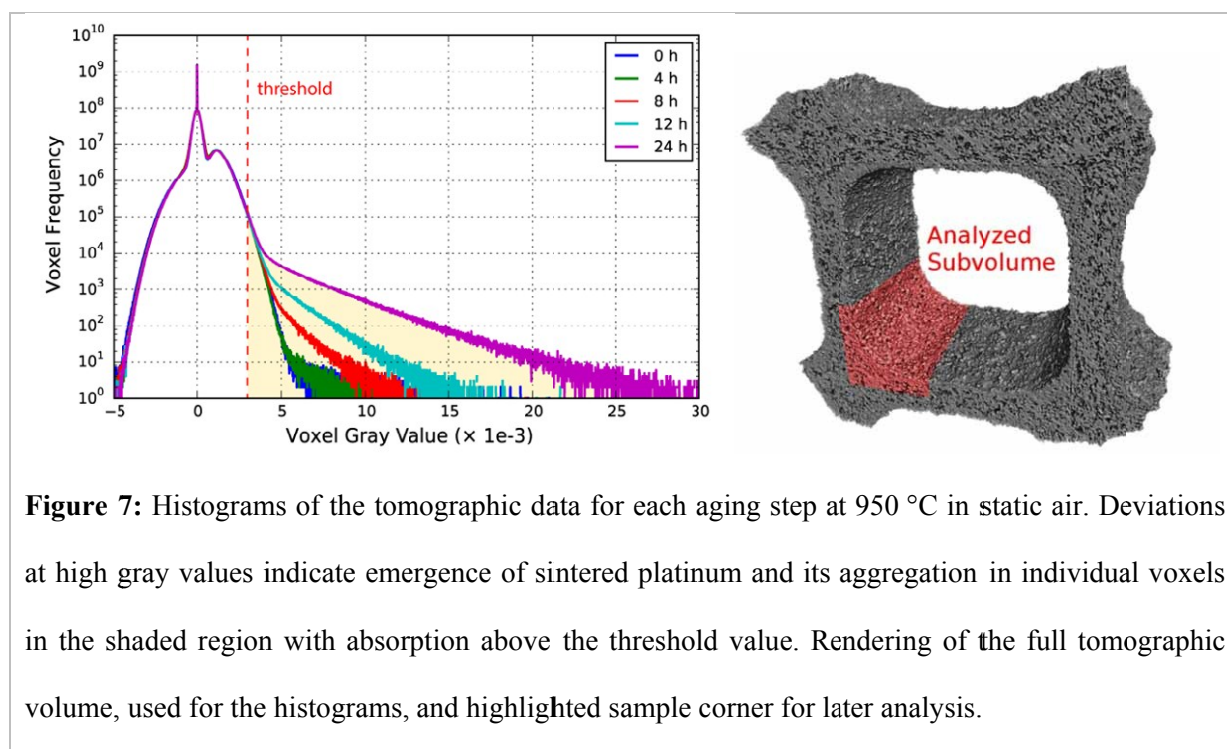 10^10
10^9
10^8
10^7
10^6
10^5
10^4
10^3
10^2
10^1
10^0
Voxel Frequency
threshold
0 h
4 h
8 h
12 h
24 h
−5
0
5
10
15
20
25
30
Voxel Gray Value (× 1e-3)
Analyzed
Subvolume
Figure 7: Histograms of the tomographic data for each aging step at 950 °C in static air. Deviations
at high gray values indicate emergence of sintered platinum and its aggregation in individual voxels
in the shaded region with absorption above the threshold value. Rendering of the full tomographic
volume, used for the histograms, and highlighted sample corner for later analysis.